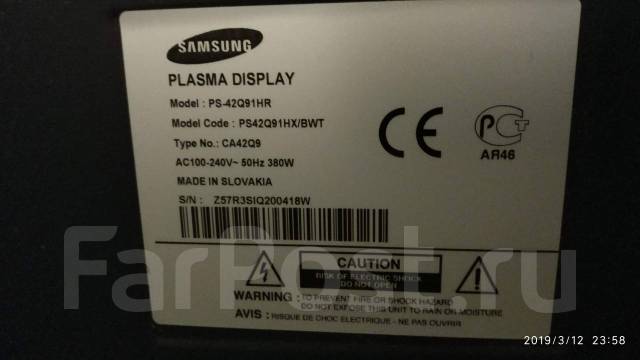 SAMSUNG
PLASMA DISPLAY
Model : PS-42Q91HR
Model Code : PS42Q91HX/BWT
Type No.: CA42Q9
AC100-240V~ 50Hz 380W
MADE IN SLOVAKIA
S/N : Z57R3SIQ200418W
CE
РСТ
АЯ46
CAUTION
RISK OF ELECTRIC SHOCK
DO NOT OPEN
WARNING : TO PREVENT FIRE OR SHOCK HAZARD
DO NOT EXPOSE THIS UNIT TO RAIN OR MOISTURE
AVIS : RISQUE DE CHOC ELECTRIQUE - NE PAS OUVRIR
FarPost.ru
2019/3/12 23:58